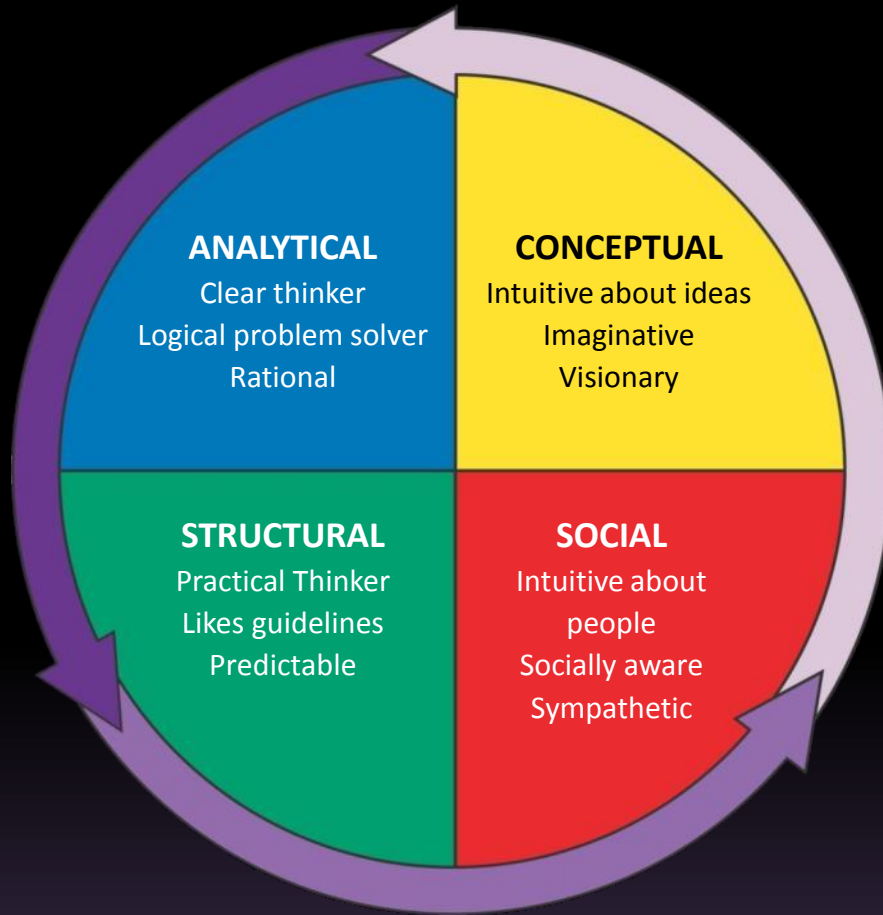 ANALYTICAL
Clear thinker
Logical problem solver
Rational
CONCEPTUAL
Intuitive about ideas
Imaginative
Visionary
STRUCTURAL
Practical Thinker
Likes guidelines
Predictable
SOCIAL
Intuitive about
people
Socially aware
Sympathetic